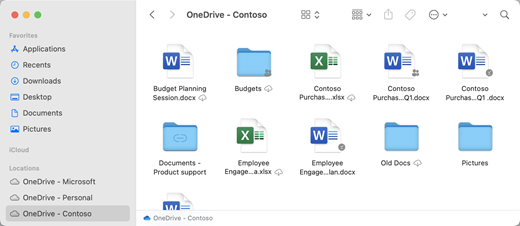 OneDrive - Contoso
Favorites
Applications
Recents
Downloads
Desktop
Documents
Pictures
iCloud
Locations
OneDrive - Microsoft
OneDrive - Personal
OneDrive - Contoso
Budget Planning
Session.docx
Budgets
Contoso
Purchas....xlsx
Contoso
Purchas...Q1.docx
Contoso
Purchas...Q1 .docx
Documents -
Product support
Employee
Engage...a.xlsx
Employee
Engage...lan.docx
Old Docs
Pictures
OneDrive - Contoso